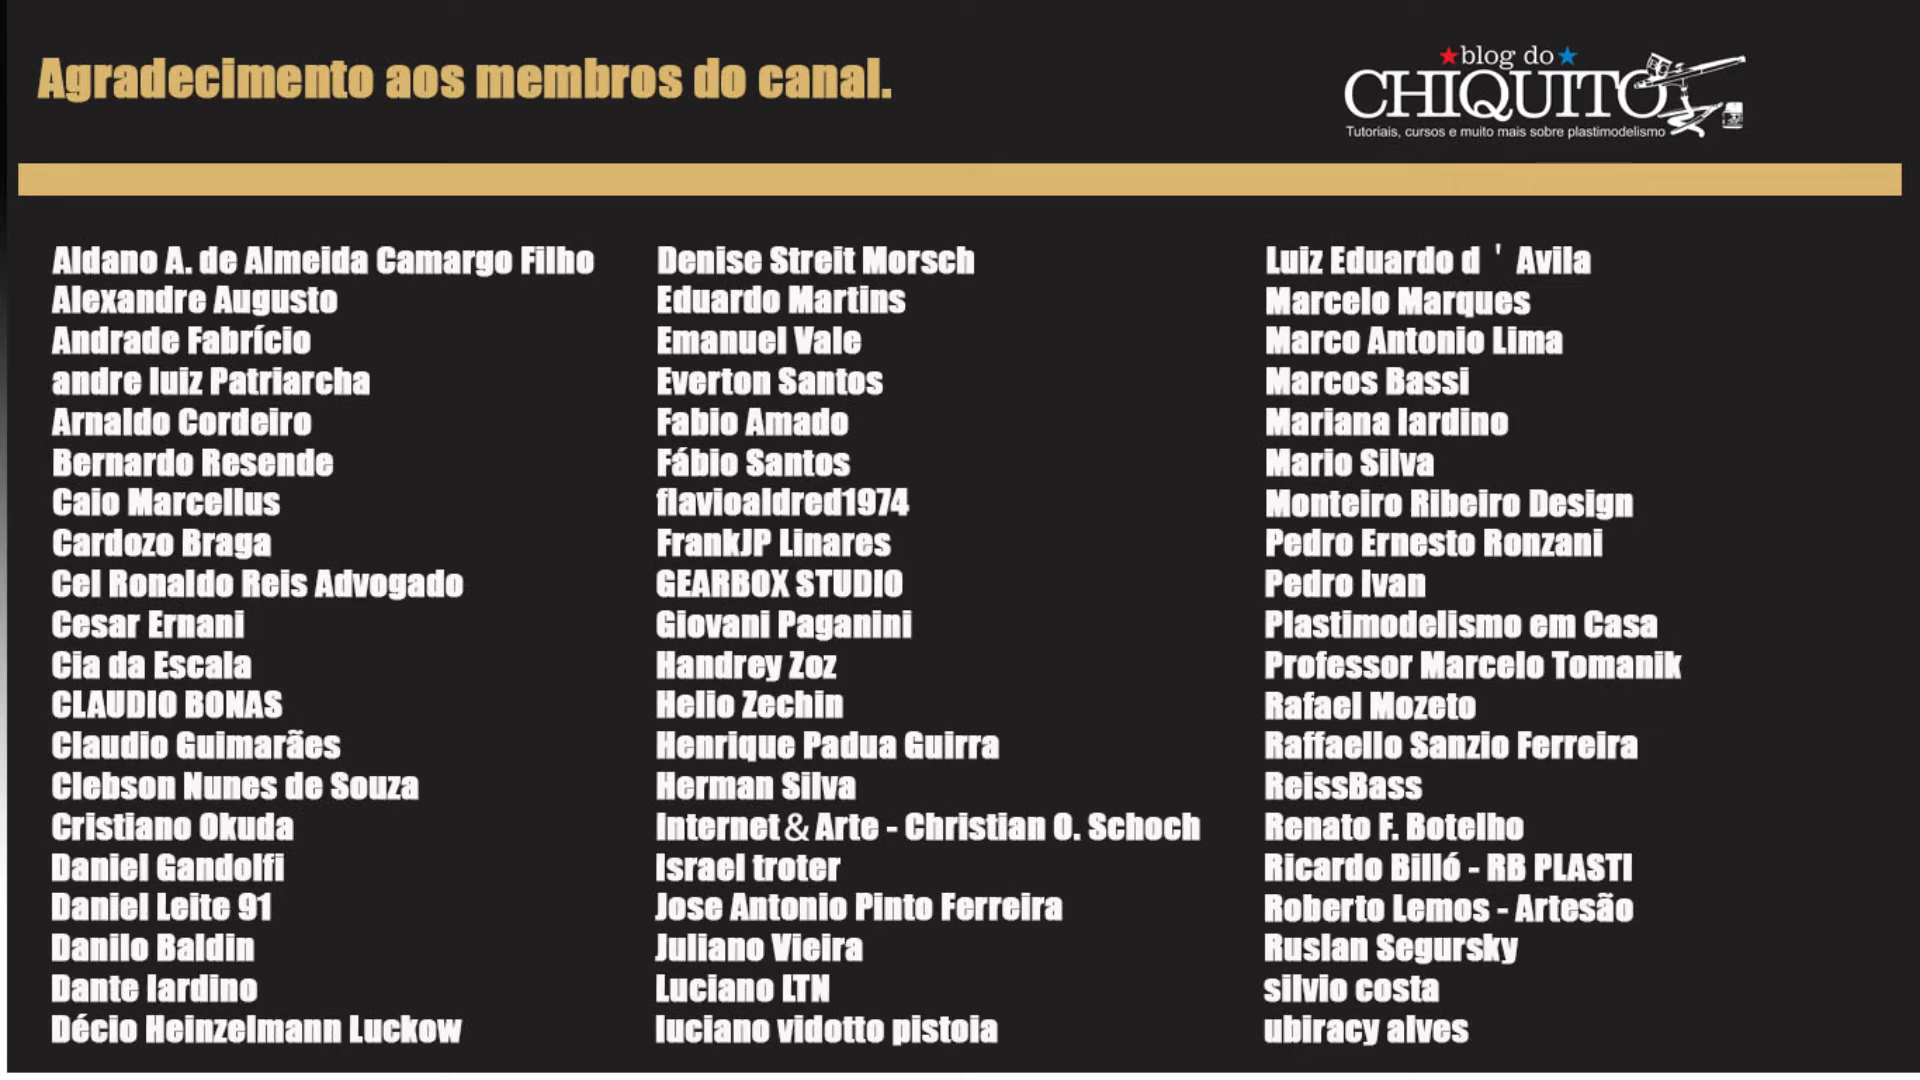 Agradecimento aos membros do canal.
blog do
CHIQUITO
Tutoriais, cursos e muito mais sobre plastimodelismo
Aldano A. de Almeida Camargo Filho
Alexandre Augusto
Andrade Fabrício
andre luiz Patriarcha
Arnaldo Cordeiro
Bernardo Resende
Caio Marcellus
Cardozo Braga
Cel Ronaldo Reis Advogado
Cesar Ernani
Cia da Escala
CLAUDIO BONAS
Claudio Guimarães
Clebson Nunes de Souza
Cristiano Okuda
Daniel Gandolfi
Daniel Leite 91
Danilo Baldin
Dante Iardino
Décio Heinzelmann Luckow
Denise Streit Morsch
Eduardo Martins
Emanuel Vale
Everton Santos
Fabio Amado
Fábio Santos
flavioaldred1974
FrankJP Linares
GEARBOX STUDIO
Giovani Paganini
Handrey Zoz
Helio Zechin
Henrique Padua Guirra
Herman Silva
Internet & Arte - Christian O. Schoch
Israel troter
Jose Antonio Pinto Ferreira
Juliano Vieira
Luciano LTN
luciano vidotto pistoia
Luiz Eduardo d ' Avila
Marcelo Marques
Marco Antonio Lima
Marcos Bassi
Mariana Iardino
Mario Silva
Monteiro Ribeiro Design
Pedro Ernesto Ronzani
Pedro Ivan
Plastimodelismo em Casa
Professor Marcelo Tomanik
Rafael Mozeto
Raffaello Sanzio Ferreira
ReissBass
Renato F. Botelho
Ricardo Billó - RB PLASTI
Roberto Lemos - Artesão
Ruslan Segursky
silvio costa
ubiracy alves